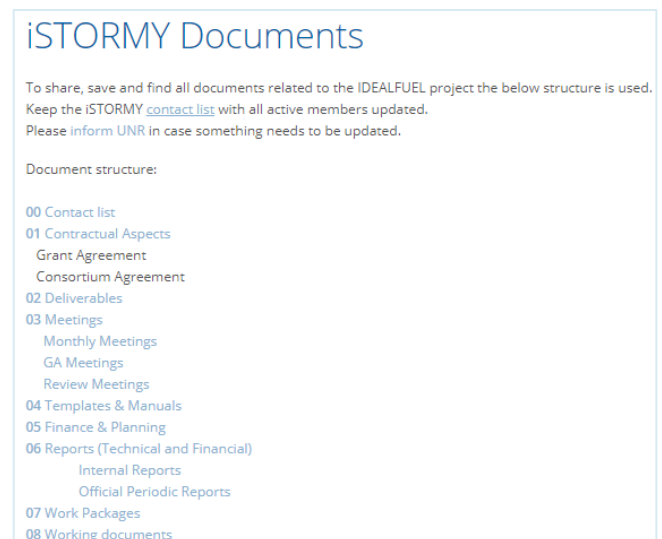 iSTORMY Documents
To share, save and find all documents related to the IDEALFUEL project the below structure is used.
Keep the iSTORMY contact list with all active members updated.
Please inform UNR in case something needs to be updated.
Document structure:
00 Contact list
01 Contractual Aspects
Grant Agreement
Consortium Agreement
02 Deliverables
03 Meetings
Monthly Meetings
GA Meetings
Review Meetings
04 Templates & Manuals
05 Finance & Planning
06 Reports (Technical and Financial)
Internal Reports
Official Periodic Reports
07 Work Packages
08 Working documents